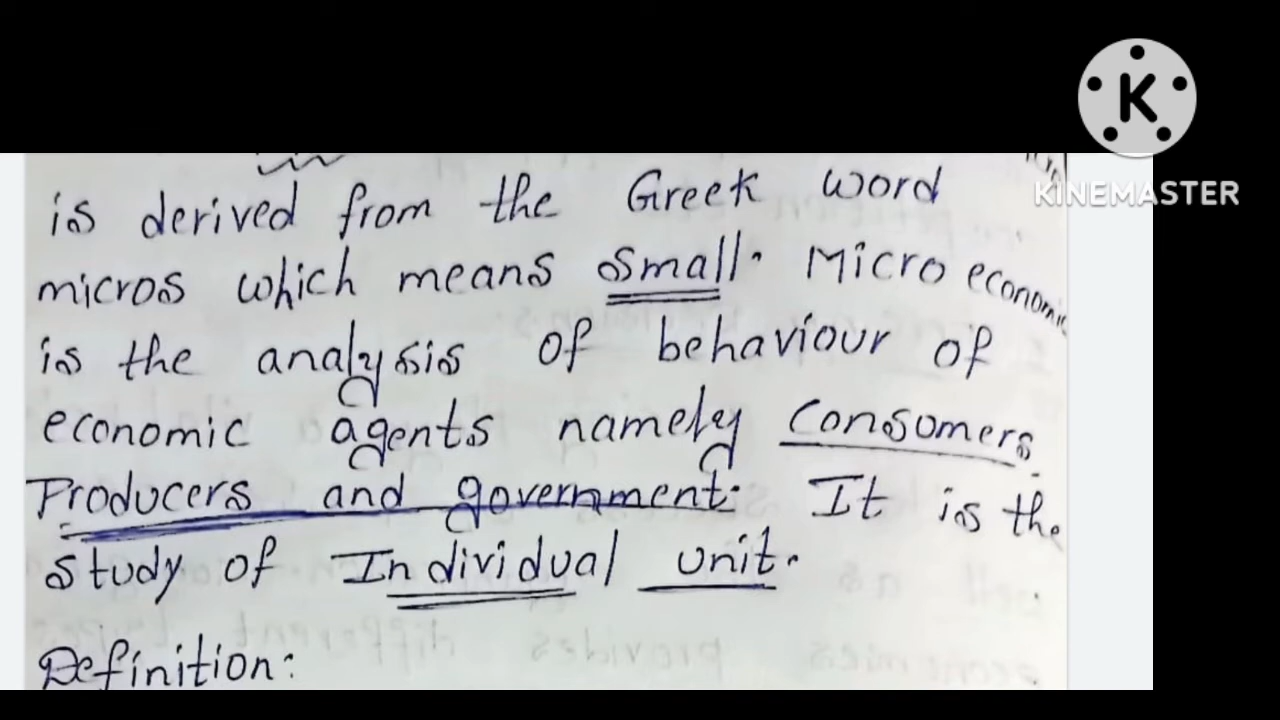 K
KINEMASTER
is derived from the Greek word
micros which means small. Micro economic
is the analysis of behaviour of
economic agents namely Consumers
Producers and government. It is the
study of Individual unit.
Definition: